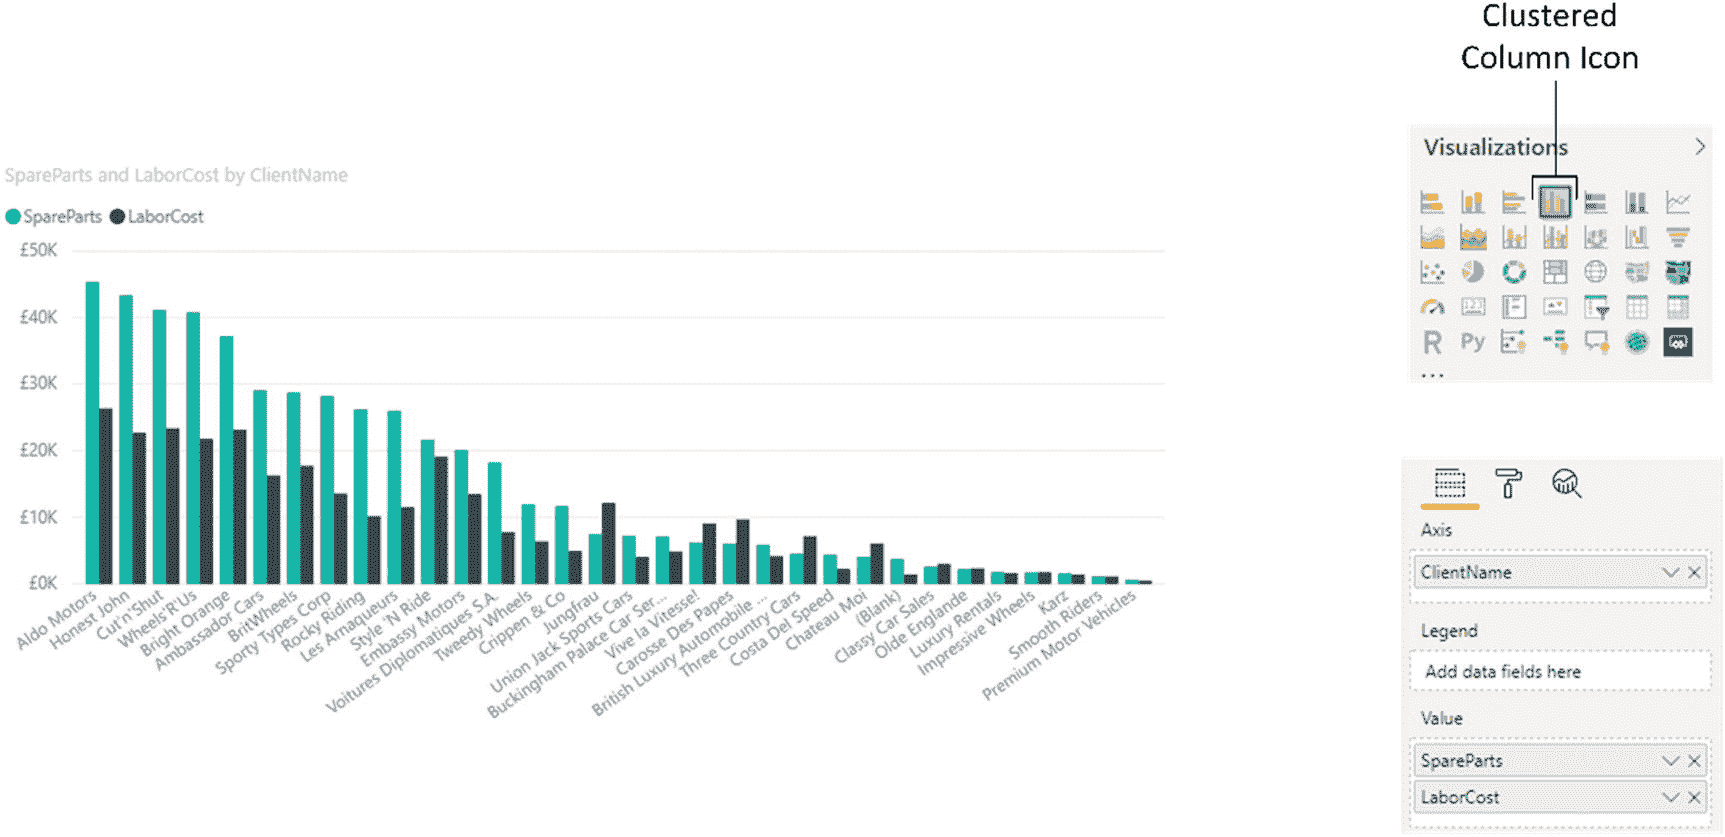 Clustered
Column Icon
SpareParts and LaborCost by ClientName
SpareParts LaborCost
£50K
£40K
£30K
£20K
£10K
£0K
Aldo Motors
Honest John
Cut'n'Shut
Wheels'R'Us
Bright Orange
Ambassador Cars
BritWheels
Sporty Types Corp
Rocky Riding
Les Arnaqueurs
Style 'N Ride
Embassy Motors
Voitures Diplomatiques S.A.
Tweedy Wheels
Crippen & Co
Jungfrau
Union Jack Sports Cars
Buckingham Palace Car Ser...
Vive la Vitesse!
Carosse Des Papes
British Luxury Automobile ...
Three Country Cars
Costa Del Speed
Chateau Moi
(Blank)
Classy Car Sales
Olde Englande
Luxury Rentals
Impressive Wheels
Karz
Smooth Riders
Premium Motor Vehicles
Visualizations
123
R Py
...
Axis
ClientName
Legend
Add data fields here
Value
SpareParts
LaborCost